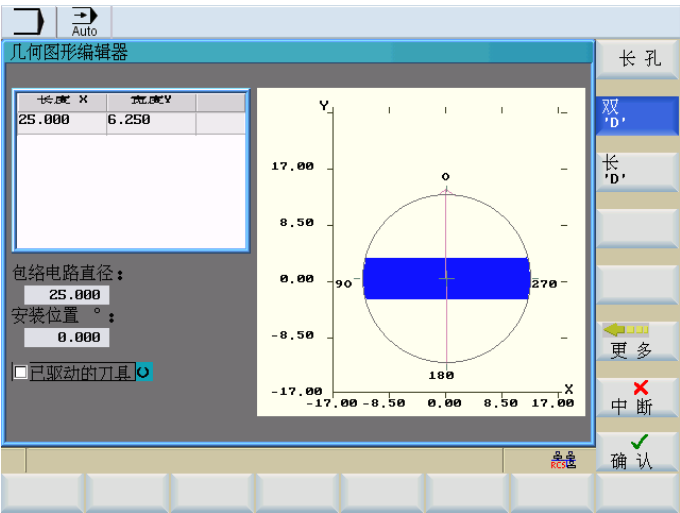 Auto
几何图形编辑器
长度 X 宽度Y
25.000 6.250
包络电路直径:
25.000
安装位置 °:
0.000
已驱动的刀具
Y
17.00
8.50
0.00
-8.50
-17.00
0
90
270
180
X
-17.00 -8.50 0.00 8.50 17.00
长 孔
双
'D'
长
'D'
更 多
中 断
确 认
RCS